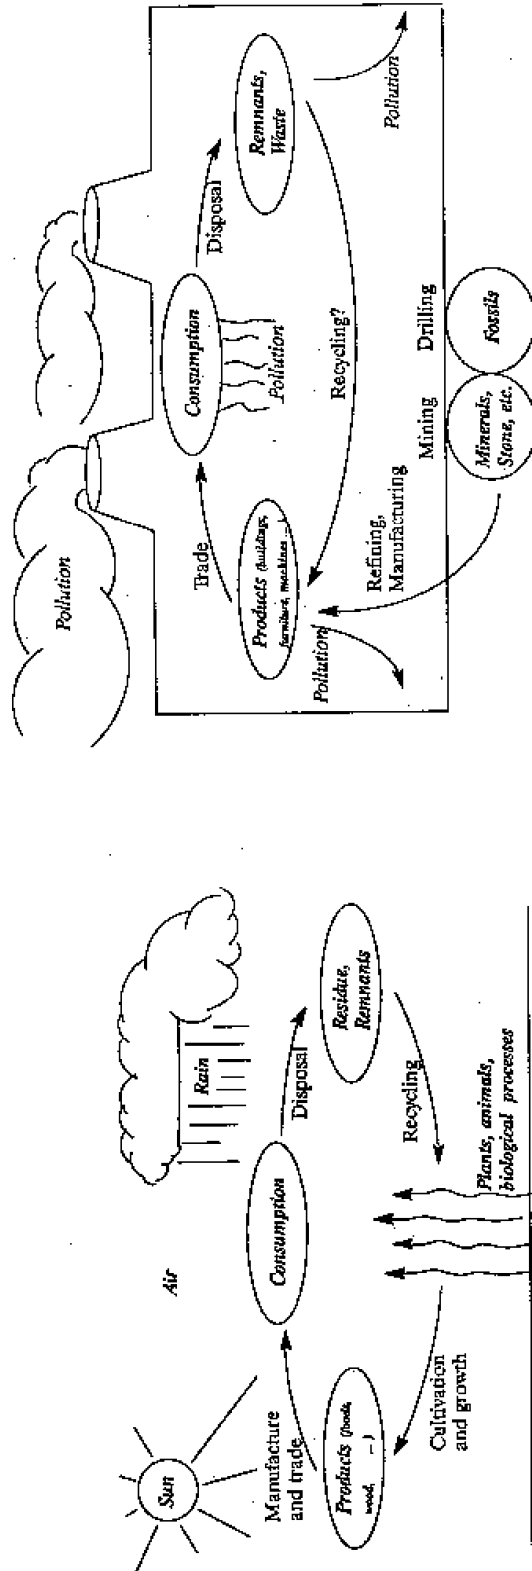 Sun
Air
Rain
Manufacture
and trade
Consumption
Disposal
Products (foods,
wood, ...)
Residue,
Remnants
Cultivation
and growth
Recycling
Plants, animals,
biological processes
Pollution
Trade
Consumption
Disposal
Products (buildings,
furniture, machines ...)
Pollution
Remnants,
Waste
Pollution
Recycling?
Pollution
Refining,
Manufacturing
Mining
Drilling
Minerals,
Stone, etc.
Fossils